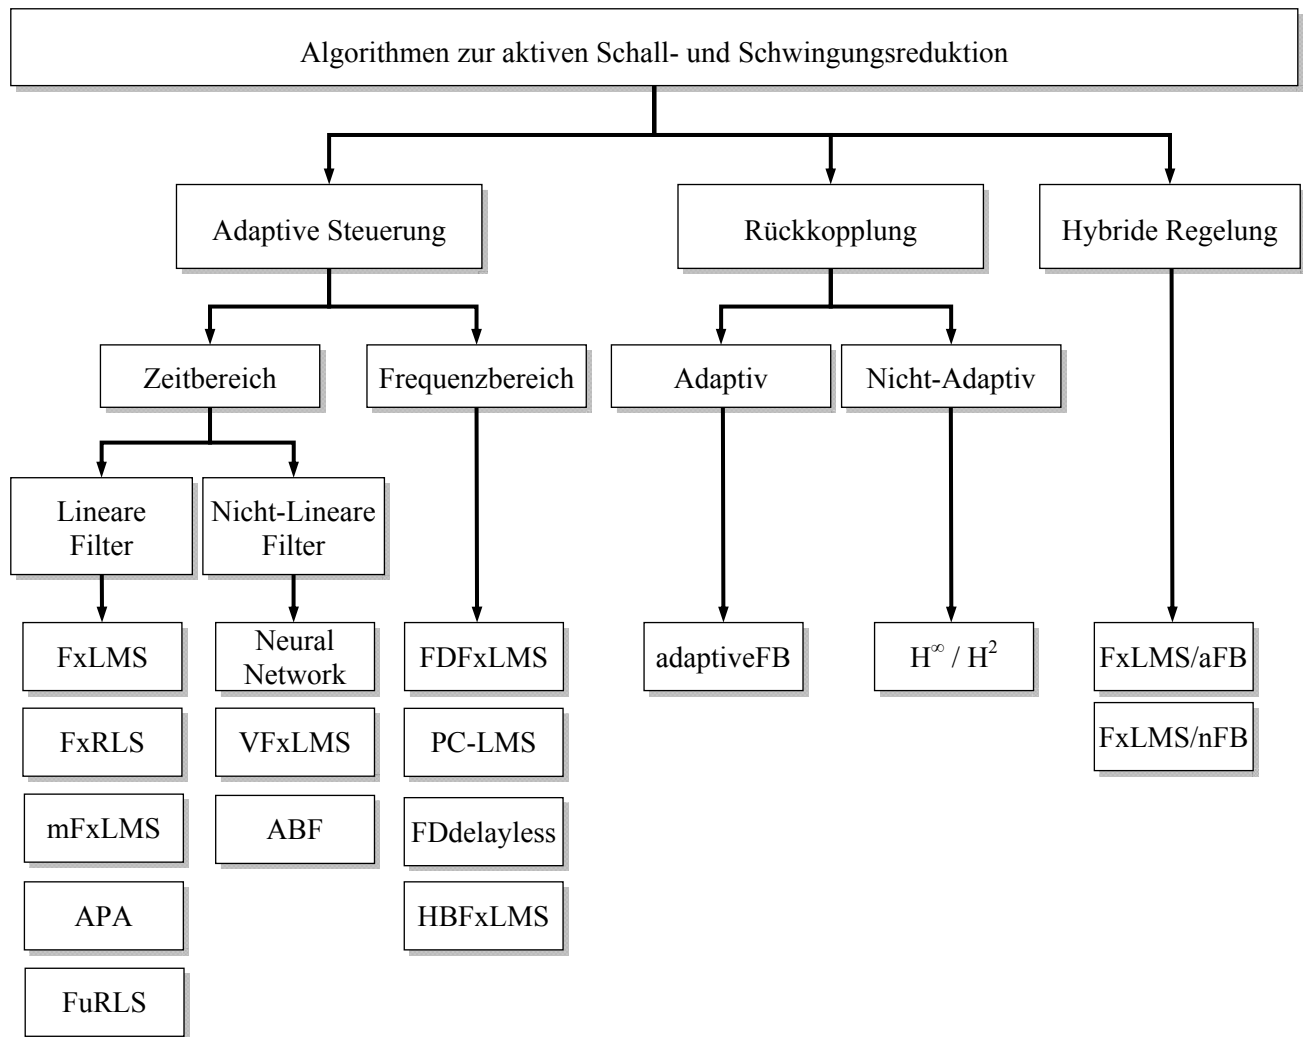 Algorithmen zur aktiven Schall- und Schwingungsreduktion
Adaptive Steuerung
Rückkopplung
Hybride Regelung
Zeitbereich
Frequenzbereich
Adaptiv
Nicht-Adaptiv
Lineare
Filter
Nicht-Lineare
Filter
FxLMS
Neural
Network
FDFxLMS
adaptiveFB
H∞ / H²
FxLMS/aFB
FxRLS
VFxLMS
PC-LMS
FxLMS/nFB
mFxLMS
ABF
FDdelayless
APA
HBFxLMS
FuRLS